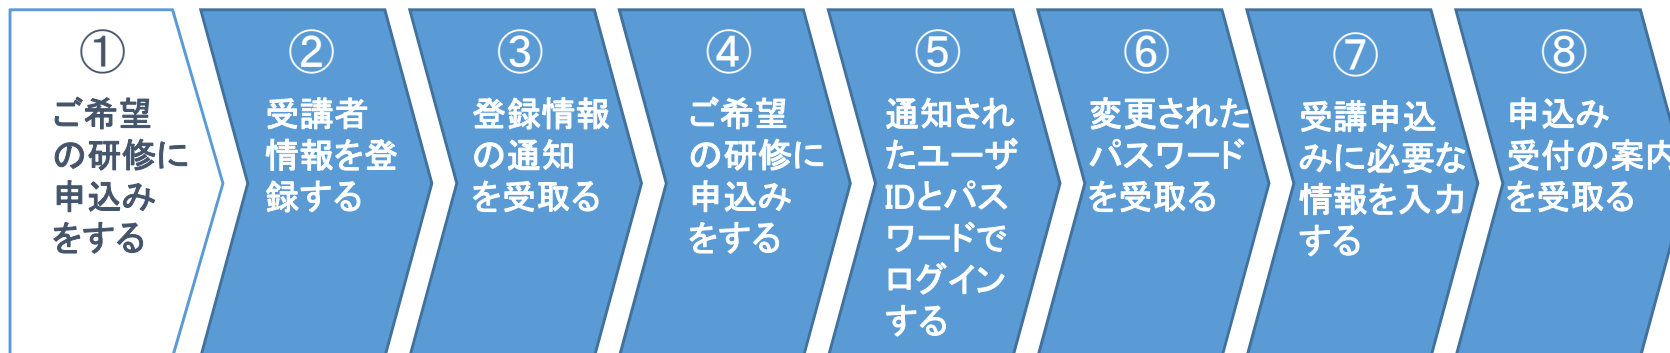 ①
ご希望
の研修に
申込み
をする
②
受講者
情報を登
録する
③
登録情報
の通知
を受取る
④
ご希望
の研修に
申込み
をする
⑤
通知され
たユーザ
IDとパス
ワードで
ログイン
する
⑥
変更された
パスワード
を受取る
⑦
受講申込
みに必要な
情報を入力
する
⑧
申込み
受付の案内
を受取る